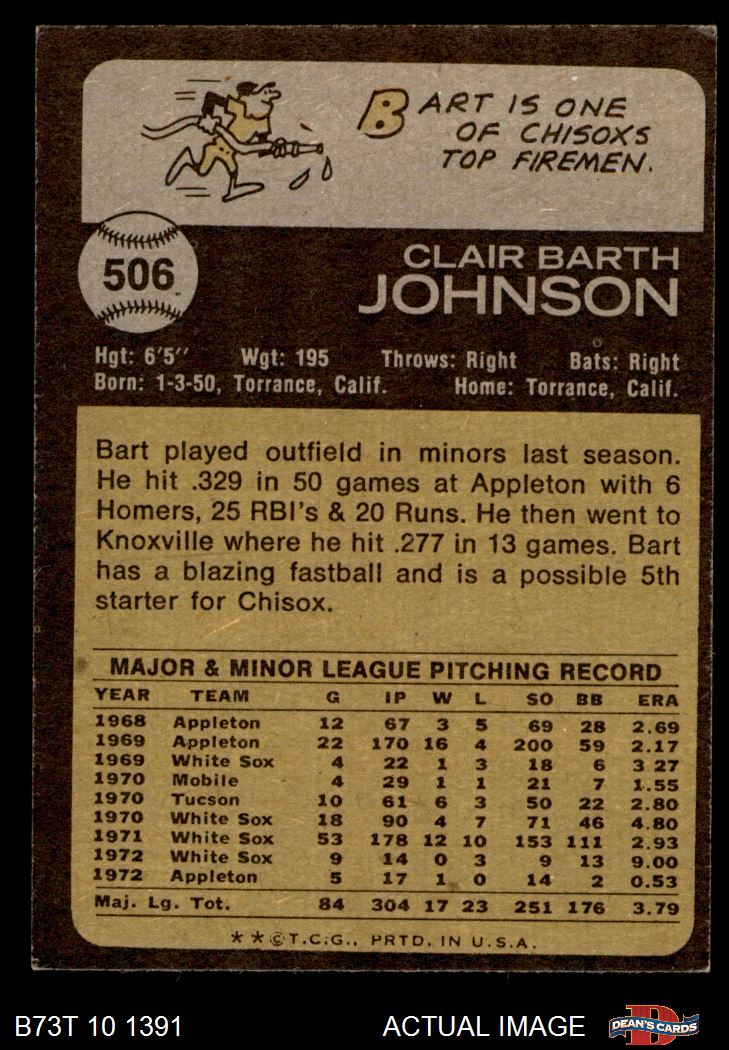 BART IS ONE
OF CHISOXS
TOP FIREMEN.
506
CLAIR BARTH
JOHNSON
Hgt: 6'5" Wgt: 195 Throws: Right Bats: Right
Born: 1-3-50, Torrance, Calif. Home: Torrance, Calif.
Bart played outfield in minors last season.
He hit .329 in 50 games at Appleton with 6
Homers, 25 RBI's & 20 Runs. He then went to
Knoxville where he hit .277 in 13 games. Bart
has a blazing fastball and is a possible 5th
starter for Chisox.
MAJOR & MINOR LEAGUE PITCHING RECORD
YEAR TEAM G IP W L SO BB ERA
1968 Appleton 12 67 3 5 69 28 2.69
1969 Appleton 22 170 16 4 200 59 2.17
1969 White Sox 4 22 1 3 18 6 3 27
1970 Mobile 4 29 1 1 21 7 1.55
1970 Tucson 10 61 6 3 50 22 2.80
1970 White Sox 18 90 4 7 71 46 4.80
1971 White Sox 53 178 12 10 153 111 2.93
1972 White Sox 9 14 0 3 9 13 9.00
1972 Appleton 5 17 1 0 14 2 0.53
Maj. Lg. Tot. 84 304 17 23 251 176 3.79
**©T.C.G., PRTD. IN U.S.A.
B73T 10 1391 ACTUAL IMAGE DEAN'S CARDS